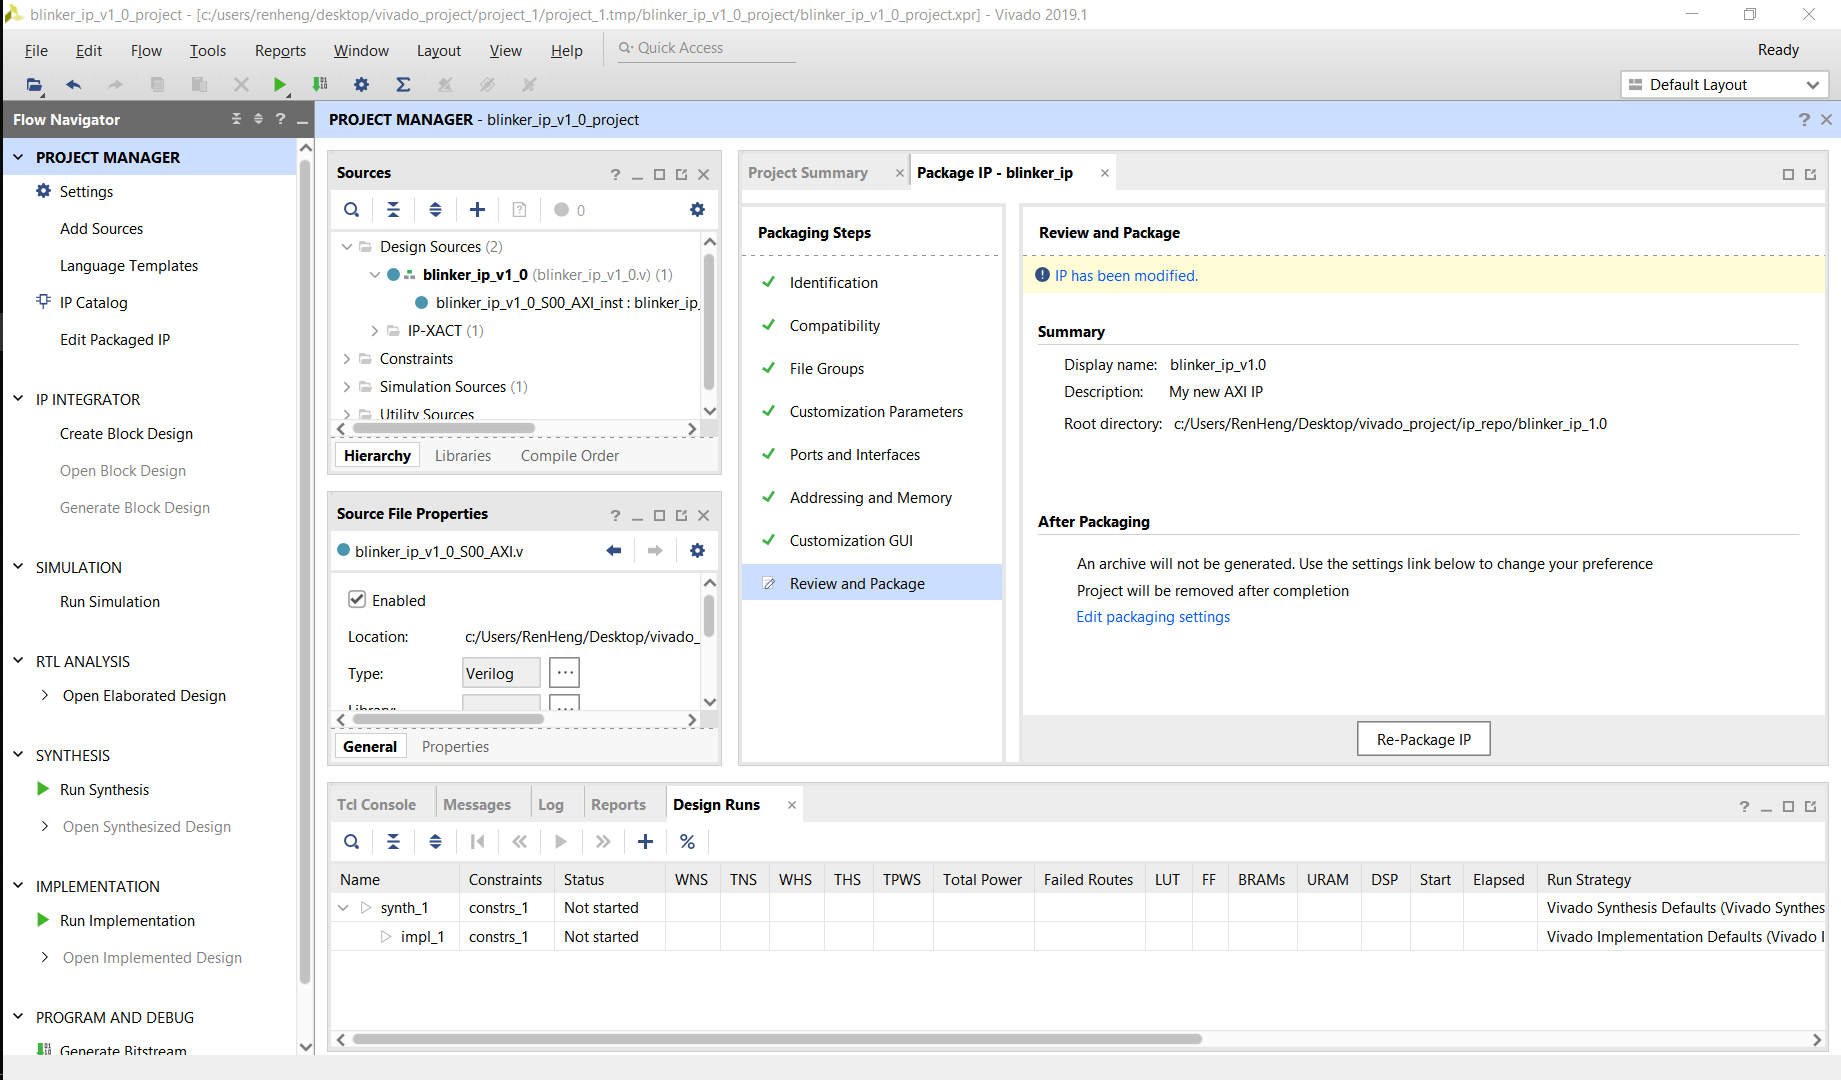 blinker_ip_v1_0_project - [c:/users/renheng/desktop/vivado_project/project_1/project_1.tmp/blinker_ip_v1_0_project/blinker_ip_v1_0_project.xpr] - Vivado 2019.1
File Edit Flow Tools Reports Window Layout View Help Quick Access Ready
Default Layout
Flow Navigator
PROJECT MANAGER - blinker_ip_v1_0_project
PROJECT MANAGER
Settings
Add Sources
Language Templates
IP Catalog
Edit Packaged IP
IP INTEGRATOR
Create Block Design
Open Block Design
Generate Block Design
SIMULATION
Run Simulation
RTL ANALYSIS
Open Elaborated Design
SYNTHESIS
Run Synthesis
Open Synthesized Design
IMPLEMENTATION
Run Implementation
Open Implemented Design
PROGRAM AND DEBUG
Generate Bitstream
Sources
0
Design Sources (2)
blinker_ip_v1_0 (blinker_ip_v1_0.v) (1)
blinker_ip_v1_0_S00_AXI_inst : blinker_ip_
IP-XACT (1)
Constraints
Simulation Sources (1)
Utility Sources
Hierarchy Libraries Compile Order
Source File Properties
blinker_ip_v1_0_S00_AXI.v
Enabled
Location: c:/Users/RenHeng/Desktop/vivado_
Type: Verilog
Library:
General Properties
Project Summary Package IP - blinker_ip
Packaging Steps
Identification
Compatibility
File Groups
Customization Parameters
Ports and Interfaces
Addressing and Memory
Customization GUI
Review and Package
Review and Package
IP has been modified.
Summary
Display name: blinker_ip_v1.0
Description: My new AXI IP
Root directory: c:/Users/RenHeng/Desktop/vivado_project/ip_repo/blinker_ip_1.0
After Packaging
An archive will not be generated. Use the settings link below to change your preference
Project will be removed after completion
Edit packaging settings
Re-Package IP
Tcl Console Messages Log Reports Design Runs
Name Constraints Status WNS TNS WHS THS TPWS Total Power Failed Routes LUT FF BRAMs URAM DSP Start Elapsed Run Strategy
synth_1 constrs_1 Not started Vivado Synthesis Defaults (Vivado Synthes
impl_1 constrs_1 Not started Vivado Implementation Defaults (Vivado I